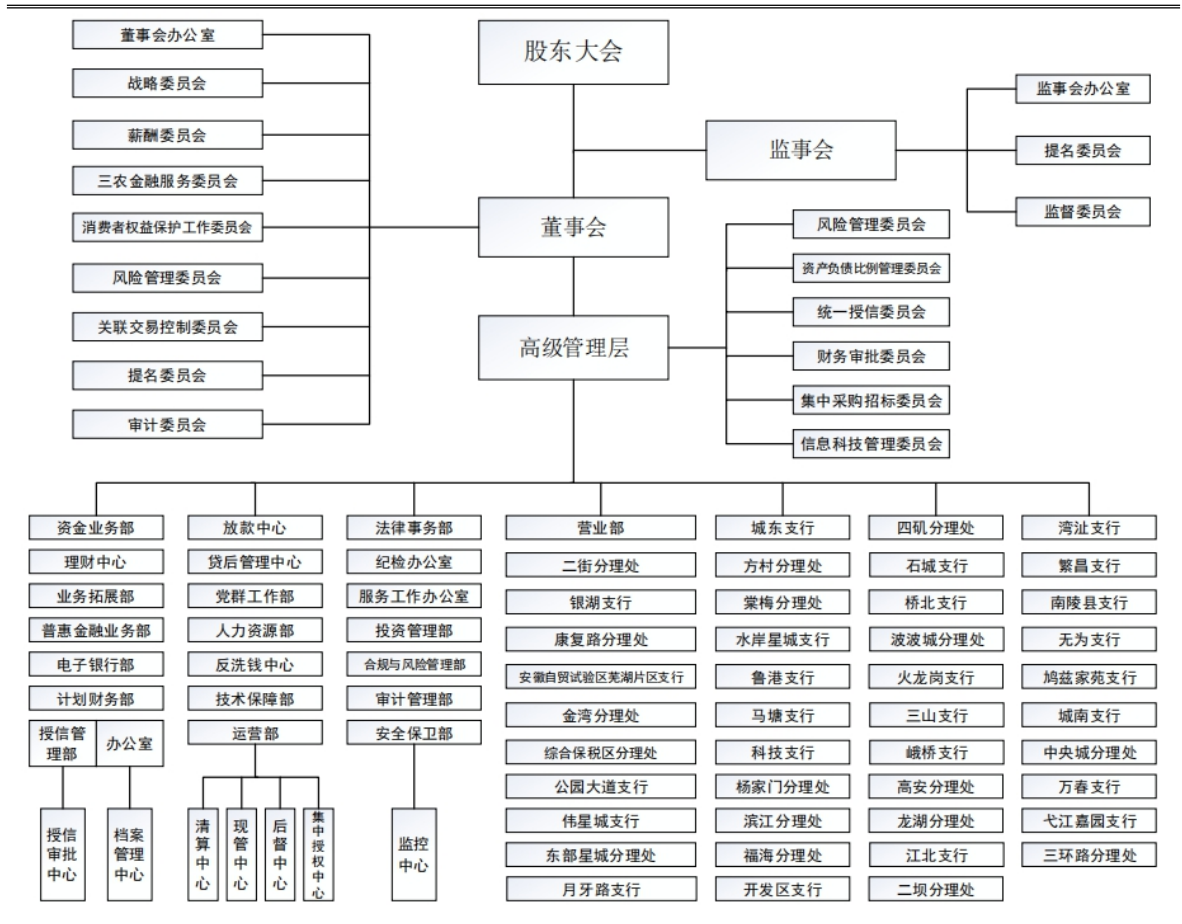 股东大会
董事会办公室
战略委员会
薪酬委员会
三农金融服务委员会
消费者权益保护工作委员会
风险管理委员会
关联交易控制委员会
提名委员会
审计委员会
监事会
监事会办公室
提名委员会
监督委员会
董事会
高级管理层
风险管理委员会
资产负债比例管理委员会
统一授信委员会
财务审批委员会
集中采购招标委员会
信息科技管理委员会
资金业务部
理财中心
业务拓展部
普惠金融业务部
电子银行部
计划财务部
授信管
理部
办公室
授信
审批
中心
档案
管理
中心
放款中心
贷后管理中心
党群工作部
人力资源部
反洗钱中心
技术保障部
运营部
清算中心
现管中心
后督中心
集中授权中心
法律事务部
纪检办公室
服务工作办公室
投资管理部
合规与风险管理部
审计管理部
安全保卫部
监控
中心
营业部
二街分理处
银湖支行
康复路分理处
安徽自贸试验区芜湖片区支行
金湾分理处
综合保税区分理处
公园大道支行
伟星城支行
东部星城分理处
月牙路支行
城东支行
方村分理处
棠梅分理处
水岸星城支行
鲁港支行
马塘支行
科技支行
杨家门分理处
滨江分理处
福海分理处
开发区支行
四矶分理处
石城支行
桥北支行
波波城分理处
火龙岗支行
三山支行
峨桥支行
高安分理处
龙湖分理处
江北支行
二坝分理处
湾沚支行
繁昌支行
南陵县支行
无为支行
鸠兹家苑支行
城南支行
中央城分理处
万春支行
弋江嘉园支行
三环路分理处